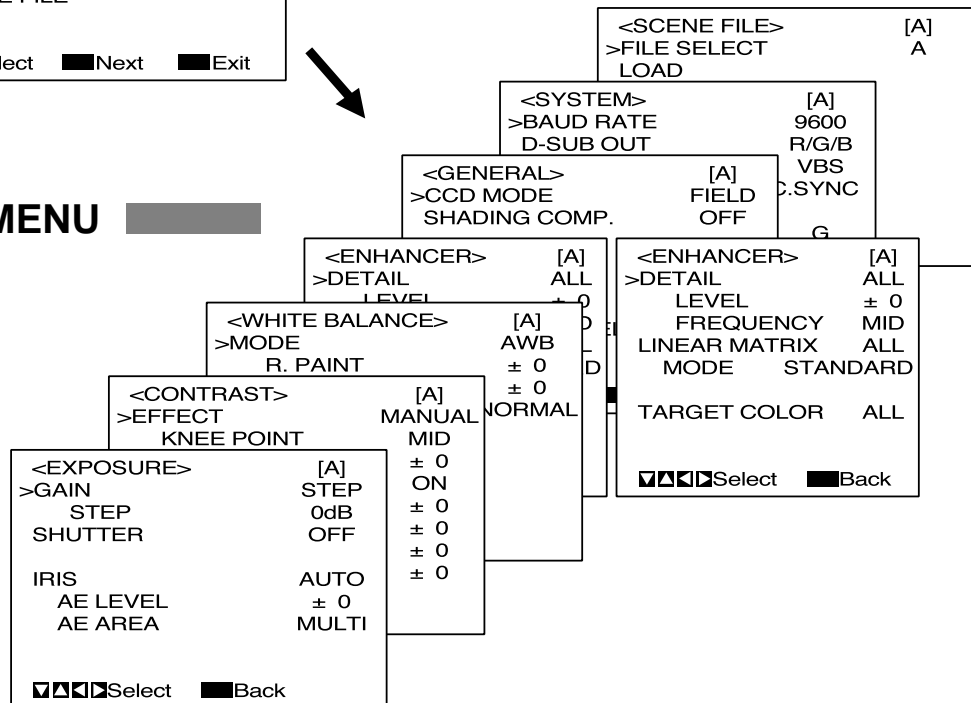 Next Exit
<SCENE FILE> [A]
>FILE SELECT A
LOAD
<SYSTEM> [A]
>BAUD RATE 9600
D-SUB OUT R/G/B
VBS
C.SYNC
G
<GENERAL> [A]
>CCD MODE FIELD
SHADING COMP. OFF
MENU
<ENHANCER> [A]
>DETAIL ALL
LEVEL ± 0
<ENHANCER> [A]
>DETAIL ALL
LEVEL ± 0
FREQUENCY MID
LINEAR MATRIX ALL
MODE STANDARD
TARGET COLOR ALL
▼▲◀▶Select Back
<WHITE BALANCE> [A]
>MODE AWB
R. PAINT ± 0
± 0
NORMAL
<CONTRAST> [A]
>EFFECT MANUAL
KNEE POINT MID
± 0
ON
± 0
± 0
± 0
± 0
<EXPOSURE> [A]
>GAIN STEP
STEP 0dB
SHUTTER OFF
IRIS AUTO
AE LEVEL ± 0
AE AREA MULTI
▼▲◀▶Select Back